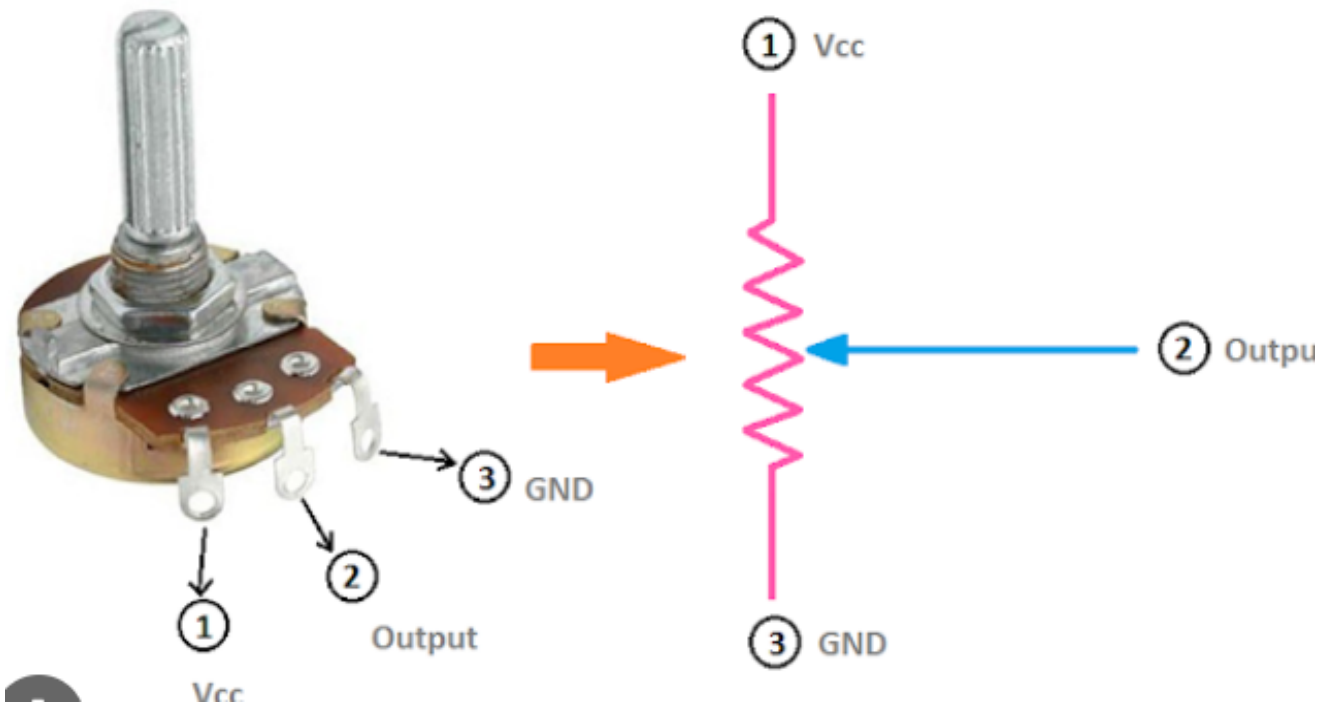 1 Vcc
2 Outpu
3 GND
3 GND
2
Output
1
Vcc